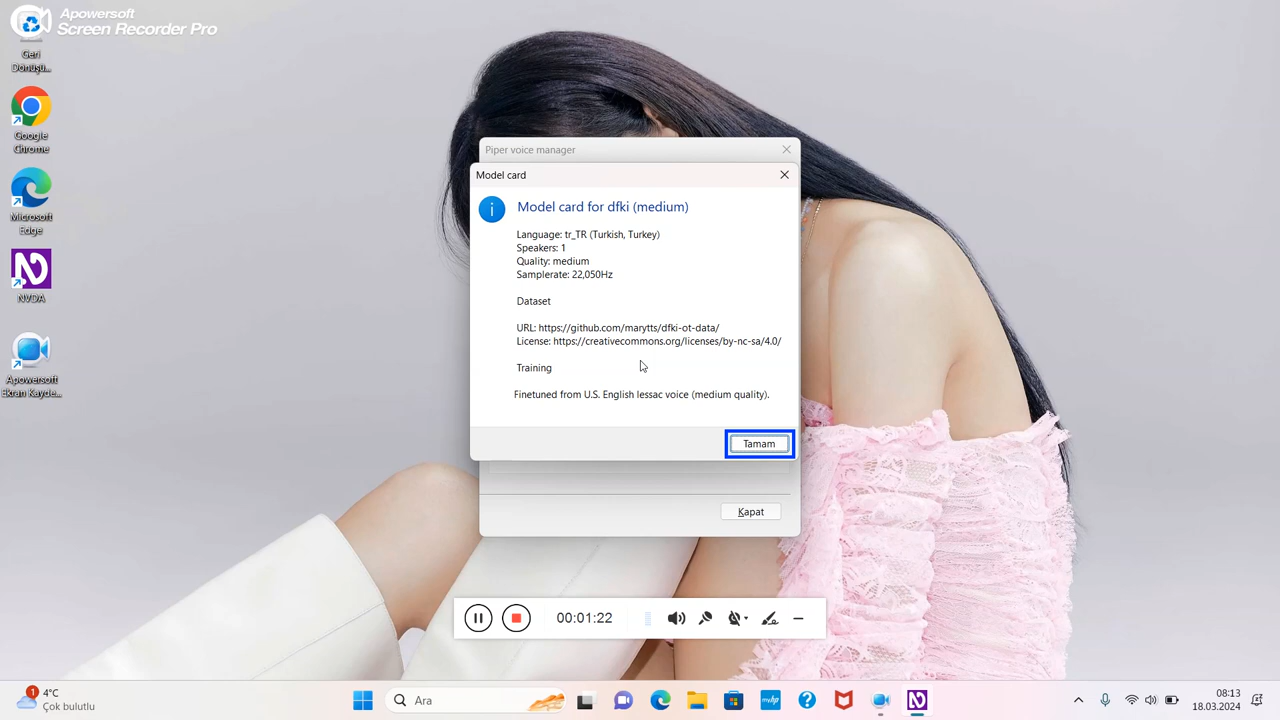 Apowersoft
Screen Recorder Pro
Geri
Dönüşü...
Google
Chrome
Microsoft
Edge
NVDA
Apowersoft
Ekran Kayde...
Piper voice manager
Model card
Model card for dfki (medium)
Language: tr_TR (Turkish, Turkey)
Speakers: 1
Quality: medium
Samplerate: 22,050Hz
Dataset
URL: https://github.com/marytts/dfki-ot-data/
License: https://creativecommons.org/licenses/by-nc-sa/4.0/
Training
Finetuned from U.S. English lessac voice (medium quality).
Tamam
Kapat
00:01:22
1
4°C
Çok bulutlu
Ara
myhp
08:13
18.03.2024